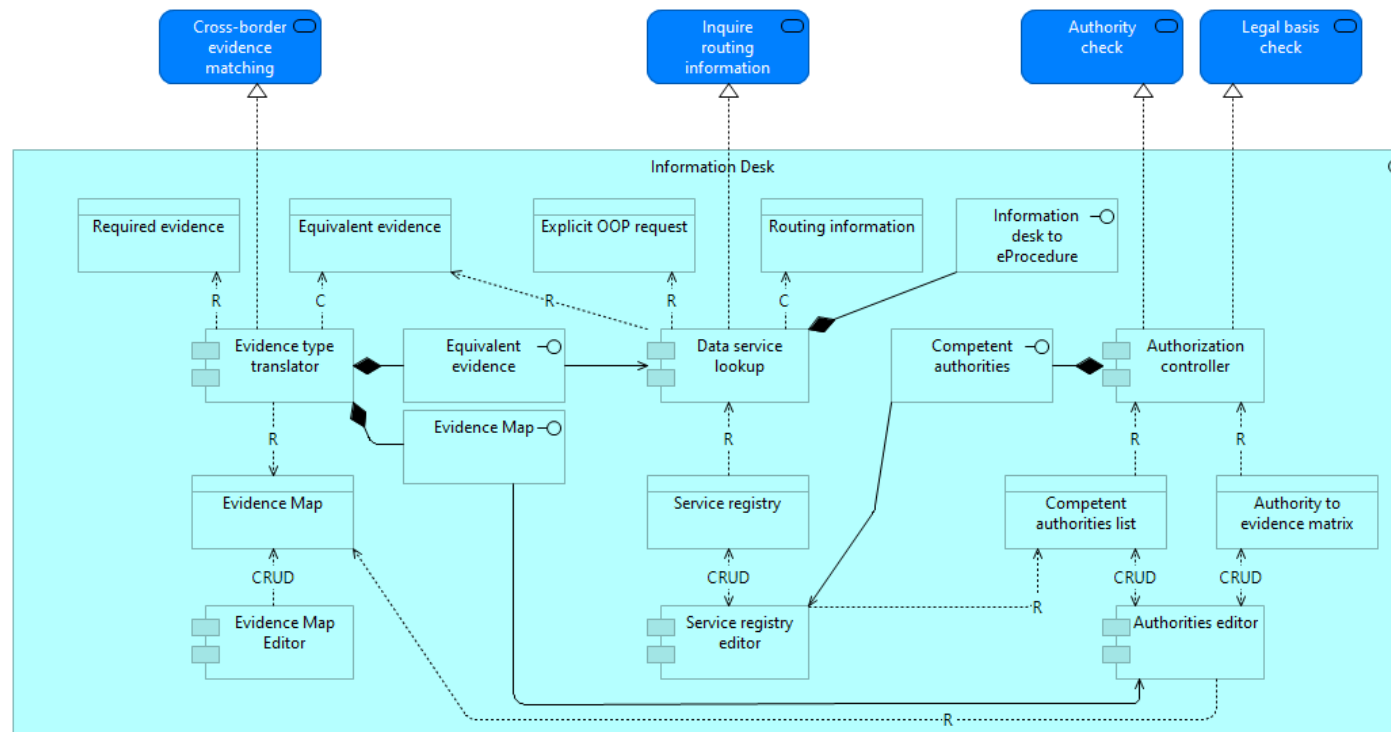 Cross-border
evidence
matching
Inquire
routing
information
Authority
check
Legal basis
check
Information Desk
Required evidence
Equivalent evidence
Explicit OOP request
Routing information
Information
desk to
eProcedure
R
C
R
R
C
Evidence type
translator
Equivalent
evidence
Data service
lookup
Competent
authorities
Authorization
controller
Evidence Map
R
R
R
R
Evidence Map
Service registry
Competent
authorities list
Authority to
evidence matrix
CRUD
CRUD
CRUD
CRUD
R
Evidence Map
Editor
Service registry
editor
Authorities editor
R